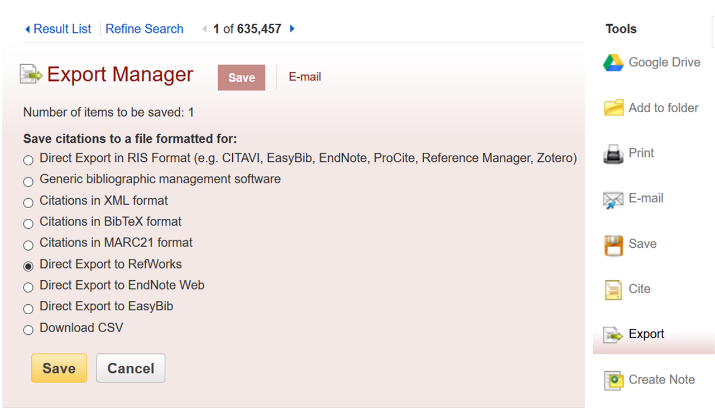 Result List Refine Search 1 of 635,457
Export Manager Save E-mail
Number of items to be saved: 1
Save citations to a file formatted for:
Direct Export in RIS Format (e.g. CITAVI, EasyBib, EndNote, ProCite, Reference Manager, Zotero)
Generic bibliographic management software
Citations in XML format
Citations in BibTeX format
Citations in MARC21 format
Direct Export to RefWorks
Direct Export to EndNote Web
Direct Export to EasyBib
Download CSV
Save Cancel
Tools
Google Drive
Add to folder
Print
E-mail
Save
Cite
Export
Create Note